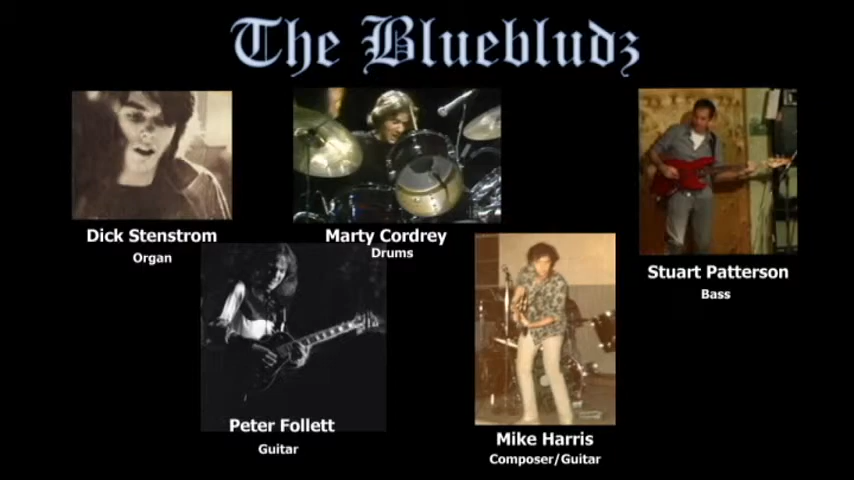 The Bluebludz
Dick Stenstrom
Organ
Marty Cordrey
Drums
Stuart Patterson
Bass
Peter Follett
Guitar
Mike Harris
Composer/Guitar